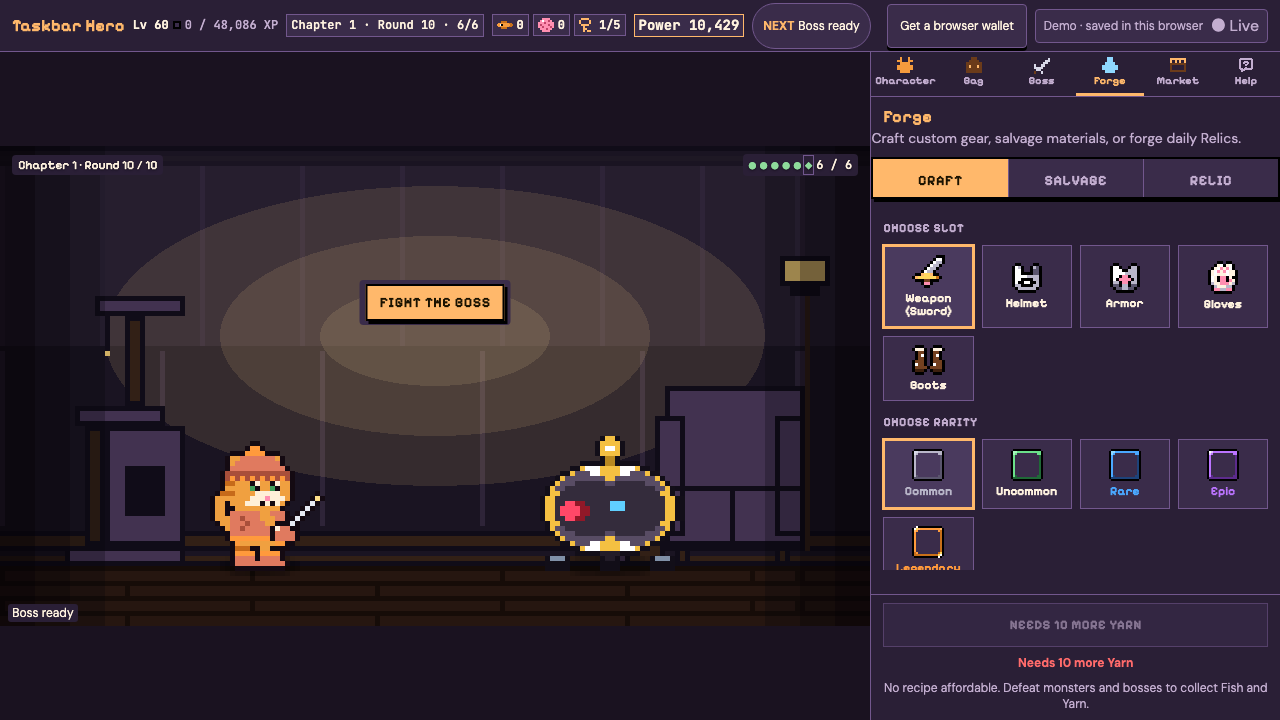 Taskbar Hero
Lv 60 0 / 48,086 XP
Chapter 1 · Round 10 · 6/6
0
0
1/5
Power 10,429
NEXT Boss ready
Get a browser wallet
Demo · saved in this browser
Live
Character
Bag
Boss
Forge
Market
Help
Chapter 1 · Round 10 / 10
6 / 6
FIGHT THE BOSS
Boss ready
Forge
Craft custom gear, salvage materials, or forge daily Relics.
CRAFT
SALVAGE
RELIC
CHOOSE SLOT
Weapon
(Sword)
Helmet
Armor
Gloves
Boots
CHOOSE RARITY
Common
Uncommon
Rare
Epic
Legendary
NEEDS 10 MORE YARN
Needs 10 more Yarn
No recipe affordable. Defeat monsters and bosses to collect Fish and
Yarn.